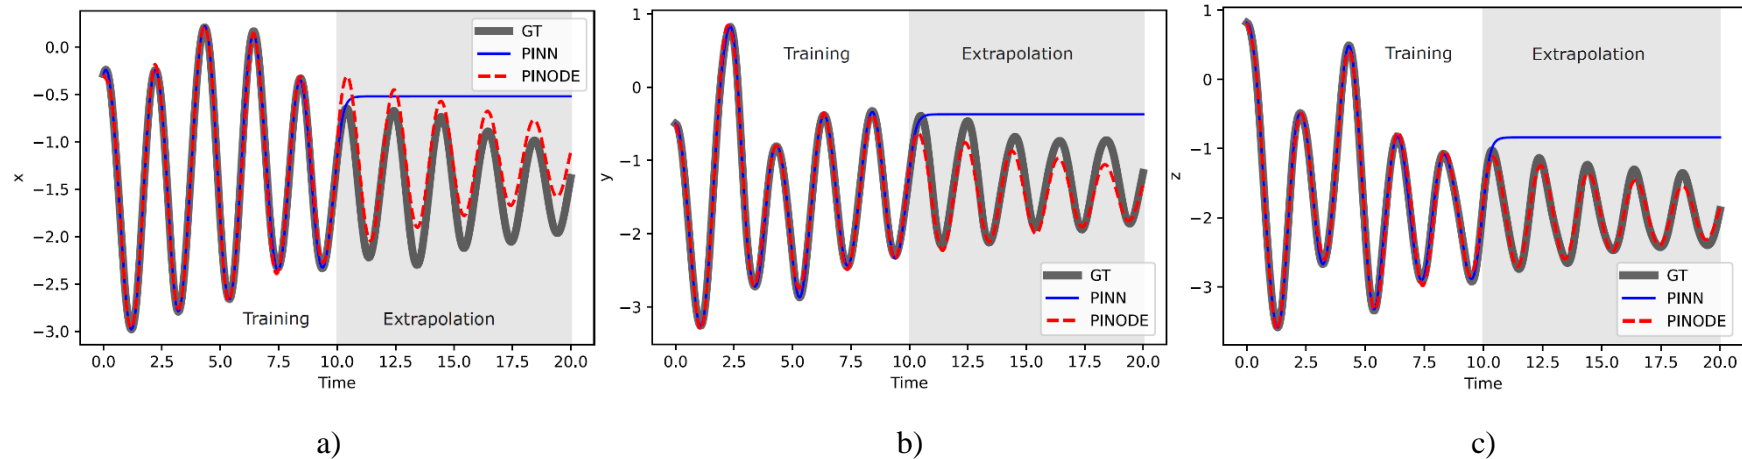 0.0
−0.5
−1.0
−1.5
−2.0
−2.5
−3.0
x
GT
PINN
PINODE
Training
Extrapolation
0.0 2.5 5.0 7.5 10.0 12.5 15.0 17.5 20.0
Time
a)
1
0
−1
−2
−3
y
Training
Extrapolation
GT
PINN
PINODE
0.0 2.5 5.0 7.5 10.0 12.5 15.0 17.5 20.0
Time
b)
1
0
−1
−2
−3
z
Training
Extrapolation
GT
PINN
PINODE
0.0 2.5 5.0 7.5 10.0 12.5 15.0 17.5 20.0
Time
c)